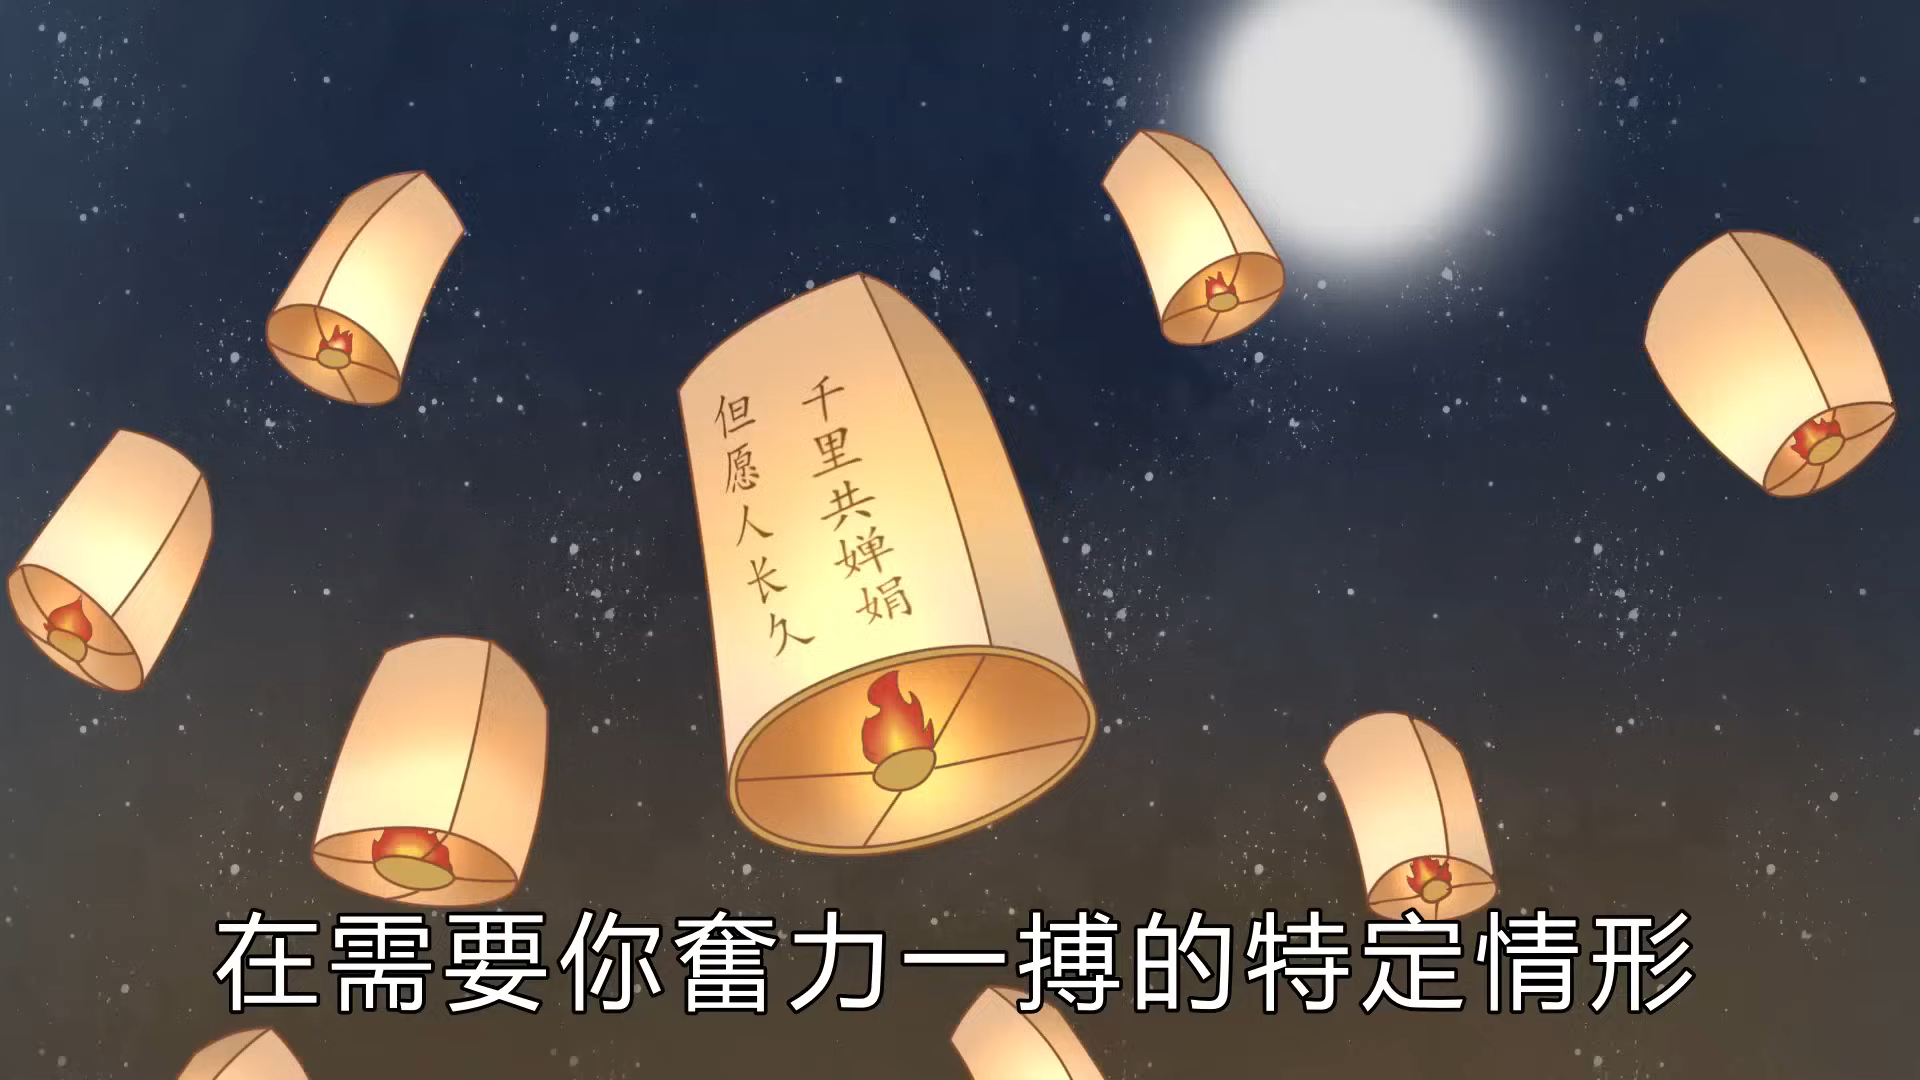 但愿人长久
千里共婵娟
在需要你奋力一搏的特定情形